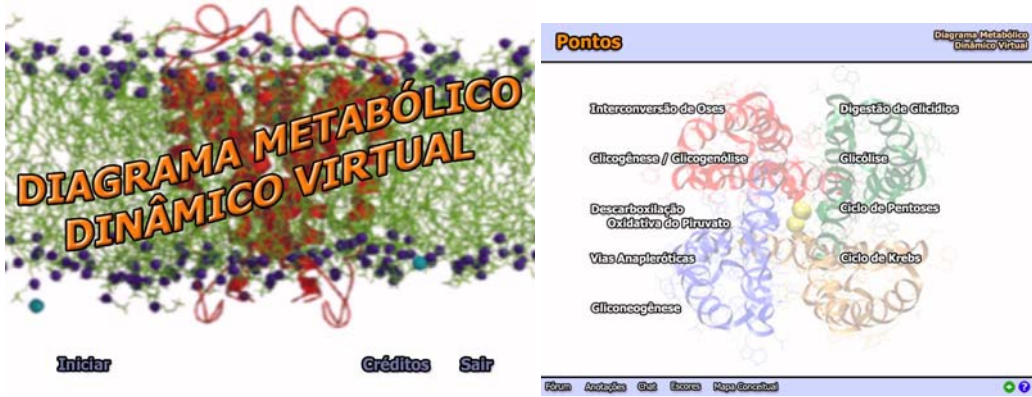 DIAGRAMA METABÓLICO
DINÂMICO VIRTUAL
Iniciar
Créditos
Sair
Pontos
Diagrama Metabólico
Dinâmico Virtual
Interconversão de Oses
Digestão de Glicídios
Glicogênese / Glicogenólise
Glicólise
Descarboxilação
Oxidativa do Piruvato
Ciclo de Pentoses
Vias Anapleróticas
Ciclo de Krebs
Gliconeogênese
Fórum
Anotações
Chat
Escores
Mapa Conceitual
?